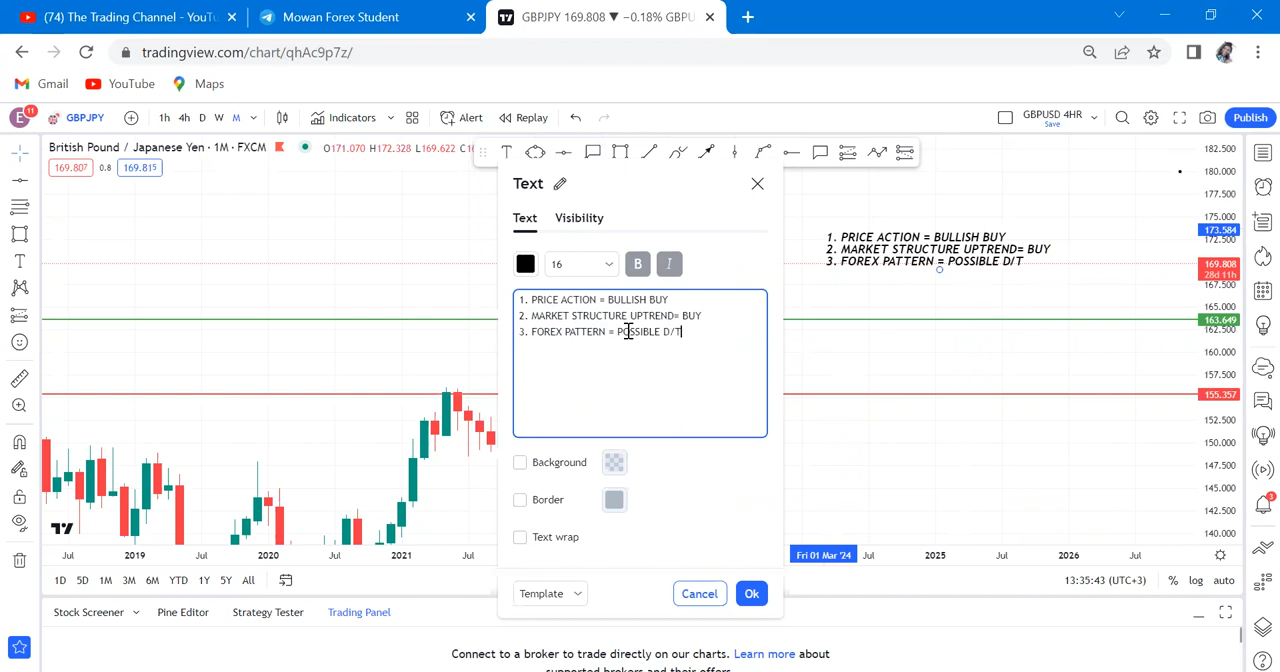 (74) The Trading Channel - YouTu
Mowan Forex Student
GBPJPY 169.808 ▼ −0.18% GBPU
tradingview.com/chart/qhAc9p7z/
Gmail
YouTube
Maps
E
11
GBPJPY
1h 4h D W M
Indicators
Alert
Replay
GBPUSD 4HR
Save
Publish
British Pound / Japanese Yen · 1M · FXCM
O171.070 H172.328 L169.622
169.807
0.8
169.815
Text
Text
Visibility
16
B
I
1. PRICE ACTION = BULLISH BUY
2. MARKET STRUCTURE UPTREND= BUY
3. FOREX PATTERN = POSSIBLE D/T
Background
Border
Text wrap
Template
Cancel
Ok
1. PRICE ACTION = BULLISH BUY
2. MARKET STRUCTURE UPTREND= BUY
3. FOREX PATTERN = POSSIBLE D/T
182.500
180.000
177.500
175.000
173.584
172.500
169.808
28d 11h
167.500
165.000
163.649
162.500
160.000
157.500
155.357
152.500
150.000
147.500
145.000
142.500
140.000
Jul 2019 Jul 2020 Jul 2021 Jul Fri 01 Mar '24 Jul 2025 Jul 2026 Jul
1D 5D 1M 3M 6M YTD 1Y 5Y All
13:35:43 (UTC+3) % log auto
Stock Screener
Pine Editor
Strategy Tester
Trading Panel
3
Connect to a broker to trade directly on our charts. Learn more about
supported brokers and their offers.